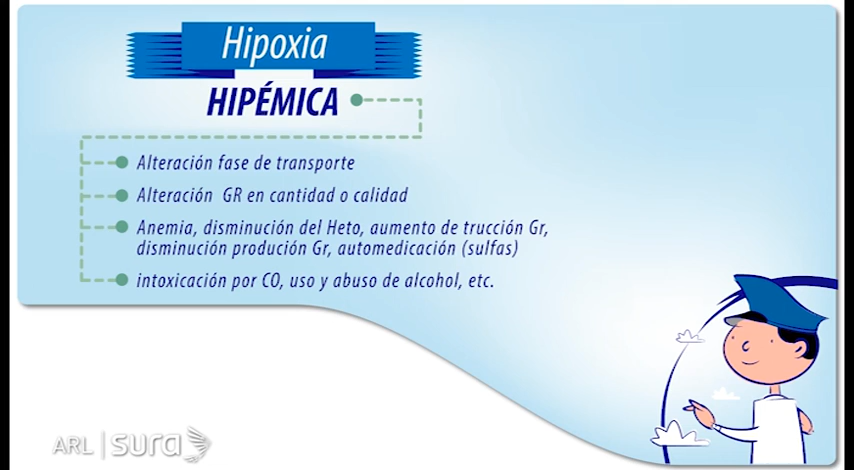 Hipoxia
HIPÉMICA
Alteración fase de transporte
Alteración GR en cantidad o calidad
Anemia, disminución del Heto, aumento de trucción Gr,
disminución produción Gr, automedicación (sulfas)
intoxicación por CO, uso y abuso de alcohol, etc.
ARL | sura